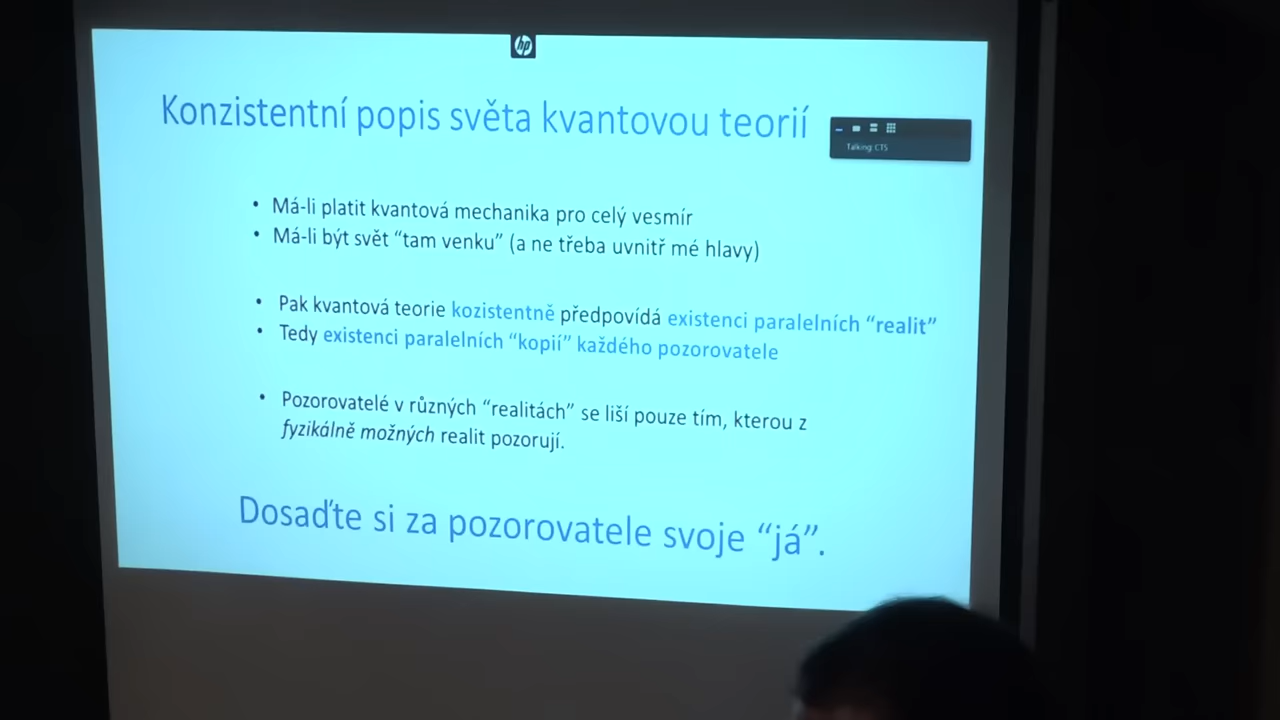 hp
Konzistentní popis světa kvantovou teorií
Talking: CTS
• Má-li platit kvantová mechanika pro celý vesmír
• Má-li být svět “tam venku” (a ne třeba uvnitř mé hlavy)
• Pak kvantová teorie kozistentně předpovídá existenci paralelních “realit”
• Tedy existenci paralelních “kopií” každého pozorovatele
• Pozorovatelé v různých “realitách” se liší pouze tím, kterou z
fyzikálně možných realit pozorují.
Dosaďte si za pozorovatele svoje “já”.